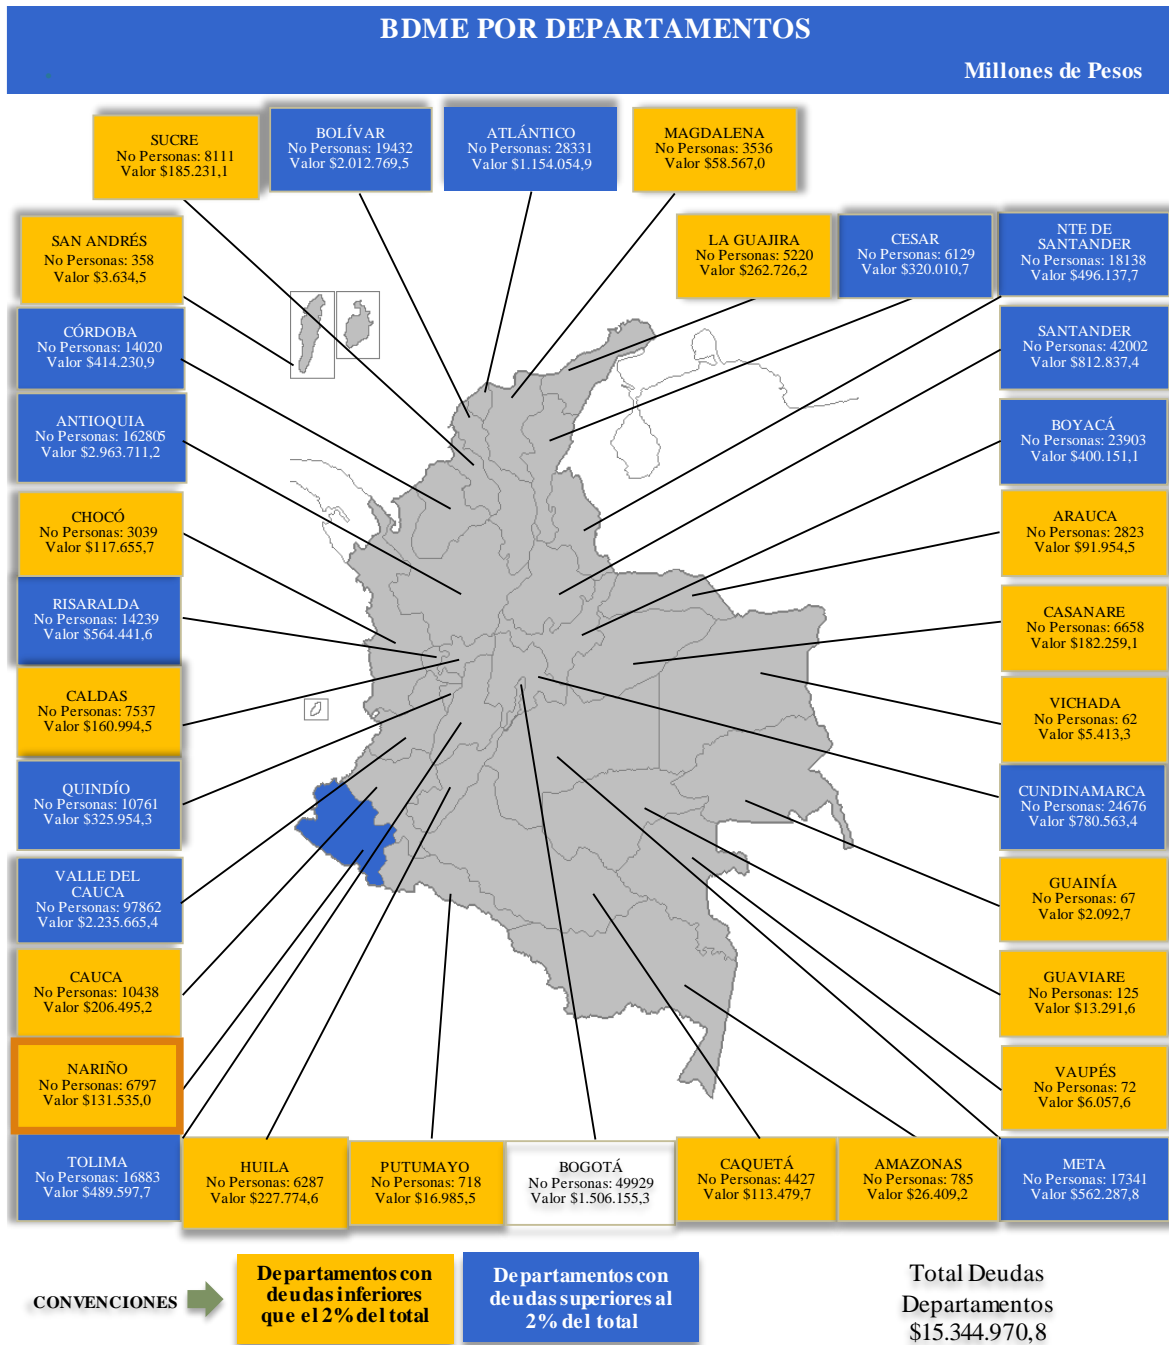 BDME POR DEPARTAMENTOS
Millones de Pesos
SUCRE
No Personas: 8111
Valor $185.231,1
BOLÍVAR
No Personas: 19432
Valor $2.012.769,5
ATLÁNTICO
No Personas: 28331
Valor $1.154.054,9
MAGDALENA
No Personas: 3536
Valor $58.567,0
SAN ANDRÉS
No Personas: 358
Valor $3.634,5
LA GUAJIRA
No Personas: 5220
Valor $262.726,2
CESAR
No Personas: 6129
Valor $320.010,7
NTE DE
SANTANDER
No Personas: 18138
Valor $496.137,7
CÓRDOBA
No Personas: 14020
Valor $414.230,9
SANTANDER
No Personas: 42002
Valor $812.837,4
ANTIOQUIA
No Personas: 162805
Valor $2.963.711,2
BOYACÁ
No Personas: 23903
Valor $400.151,1
CHOCÓ
No Personas: 3039
Valor $117.655,7
ARAUCA
No Personas: 2823
Valor $91.954,5
RISARALDA
No Personas: 14239
Valor $564.441,6
CASANARE
No Personas: 6658
Valor $182.259,1
CALDAS
No Personas: 7537
Valor $160.994,5
VICHADA
No Personas: 62
Valor $5.413,3
QUINDÍO
No Personas: 10761
Valor $325.954,3
CUNDINAMARCA
No Personas: 24676
Valor $780.563,4
VALLE DEL
CAUCA
No Personas: 97862
Valor $2.235.665,4
GUAINÍA
No Personas: 67
Valor $2.092,7
CAUCA
No Personas: 10438
Valor $206.495,2
GUAVIARE
No Personas: 125
Valor $13.291,6
NARIÑO
No Personas: 6797
Valor $131.535,0
VAUPÉS
No Personas: 72
Valor $6.057,6
TOLIMA
No Personas: 16883
Valor $489.597,7
HUILA
No Personas: 6287
Valor $227.774,6
PUTUMAYO
No Personas: 718
Valor $16.985,5
BOGOTÁ
No Personas: 49929
Valor $1.506.155,3
CAQUETÁ
No Personas: 4427
Valor $113.479,7
AMAZONAS
No Personas: 785
Valor $26.409,2
META
No Personas: 17341
Valor $562.287,8
CONVENCIONES
Departamentos con
deudas inferiores
que el 2% del total
Departamentos con
deudas superiores al
2% del total
Total Deudas
Departamentos
$15.344.970,8